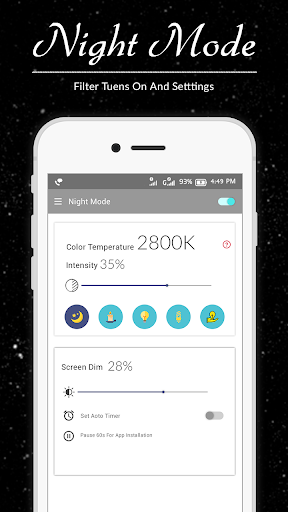 Night Mode
Filter Tuens On And Setttings
G 93% 4:49 PM
Night Mode
Color Temperature 2800K ?
Intensity 35%
Screen Dim 28%
Set Auto Timer
Pause 60s For App Installation